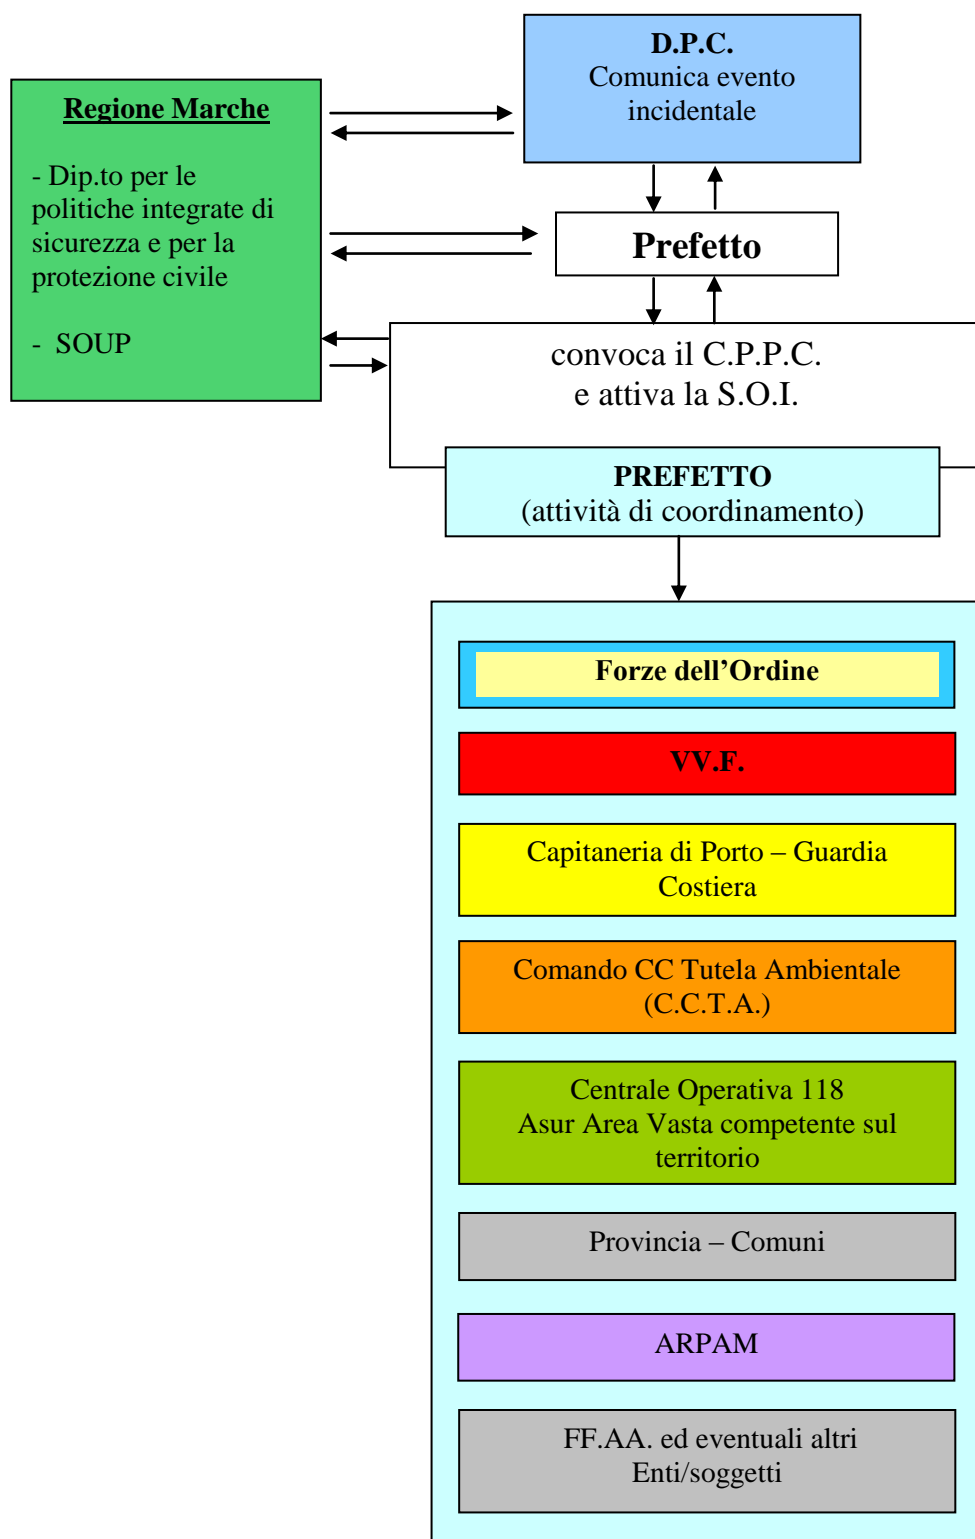 D.P.C.
Comunica evento
incidentale
Regione Marche
- Dip.to per le
politiche integrate di
sicurezza e per la
protezione civile
- SOUP
Prefetto
convoca il C.P.P.C.
e attiva la S.O.I.
PREFETTO
(attività di coordinamento)
Forze dell’Ordine
VV.F.
Capitaneria di Porto – Guardia
Costiera
Comando CC Tutela Ambientale
(C.C.T.A.)
Centrale Operativa 118
Asur Area Vasta competente sul
territorio
Provincia – Comuni
ARPAM
FF.AA. ed eventuali altri
Enti/soggetti